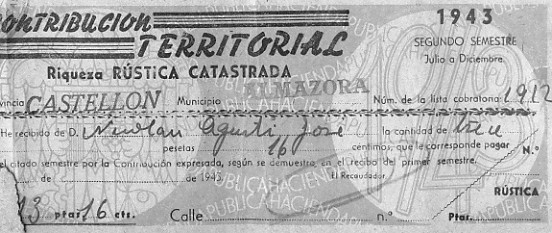 CONTRIBUCION
TERRITORIAL
Riqueza RÚSTICA CATASTRADA
1943
SEGUNDO SEMESTRE
Julio a Diciembre
vincia CASTELLON Municipio ALMAZORA Núm. de la lista cobratoria 1912
He recibido de D. Nicolau Agusti, José la cantidad de trece
pesetas 16 céntimos, que le corresponde pagar N.º
el citado semestre por la Contribución expresada, según se demuestra, en el recibo del primer semestre.
de de 1943 El Recaudador,
RÚSTICA
13 ptas 16 cts. Calle n.º Ptas.